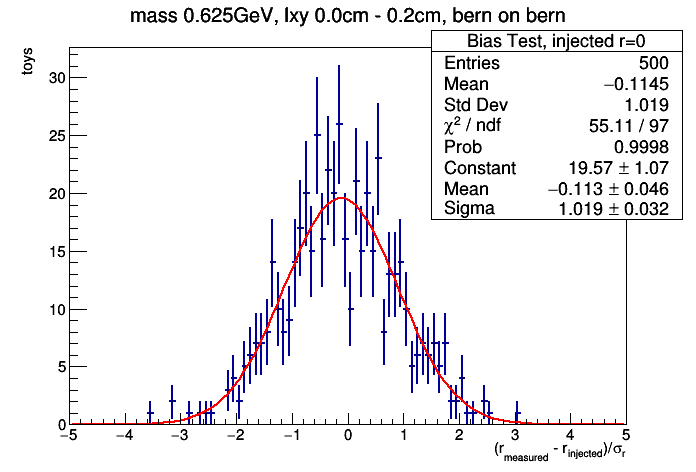 mass 0.625GeV, lxy 0.0cm - 0.2cm, bern on bern
toys
Bias Test, injected r=0
Entries 500
Mean −0.1145
Std Dev 1.019
χ² / ndf 55.11 / 97
Prob 0.9998
Constant 19.57 ± 1.07
Mean −0.113 ± 0.046
Sigma 1.019 ± 0.032
30
25
20
15
10
5
0
−5 −4 −3 −2 −1 0 1 2 3 4 5
(r_measured - r_injected)/σ_r